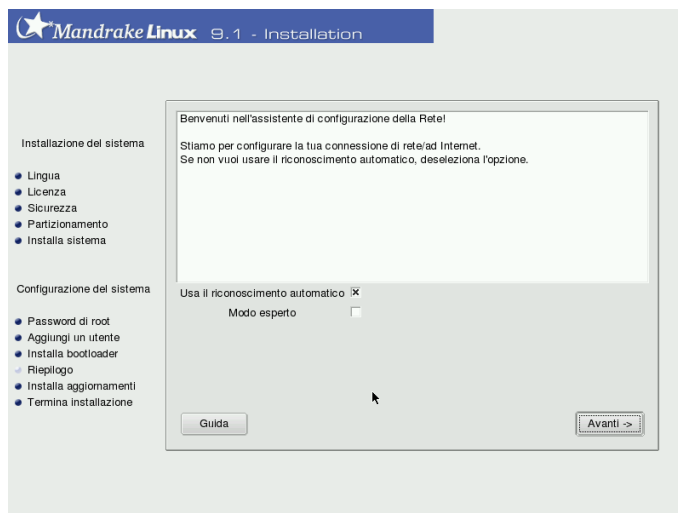 Mandrake Linux 9.1 - Installation
Installazione del sistema
Lingua
Licenza
Sicurezza
Partizionamento
Installa sistema
Configurazione del sistema
Password di root
Aggiungi un utente
Installa bootloader
Riepilogo
Installa aggiornamenti
Termina installazione
Benvenuti nell'assistente di configurazione della Rete!
Stiamo per configurare la tua connessione di rete/ad Internet.
Se non vuoi usare il riconoscimento automatico, deseleziona l'opzione.
Usa il riconoscimento automatico
Modo esperto
Guida
Avanti ->